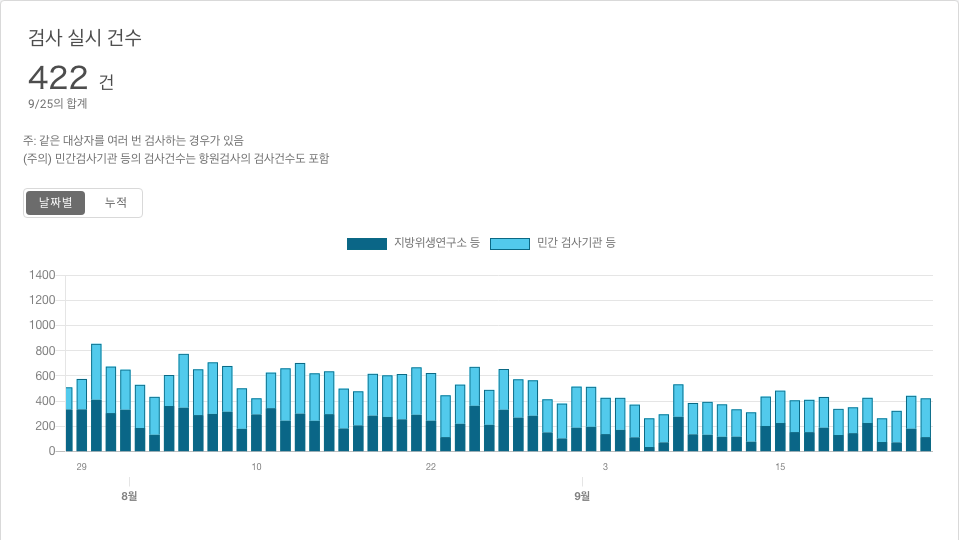 검사 실시 건수
422 건
9/25의 합계
주: 같은 대상자를 여러 번 검사하는 경우가 있음
(주의) 민간검사기관 등의 검사건수는 항원검사의 검사건수도 포함
날짜별 누적
지방위생연구소 등 민간 검사기관 등
1400
1200
1000
800
600
400
200
0
29 10 22 3 15
8월 9월